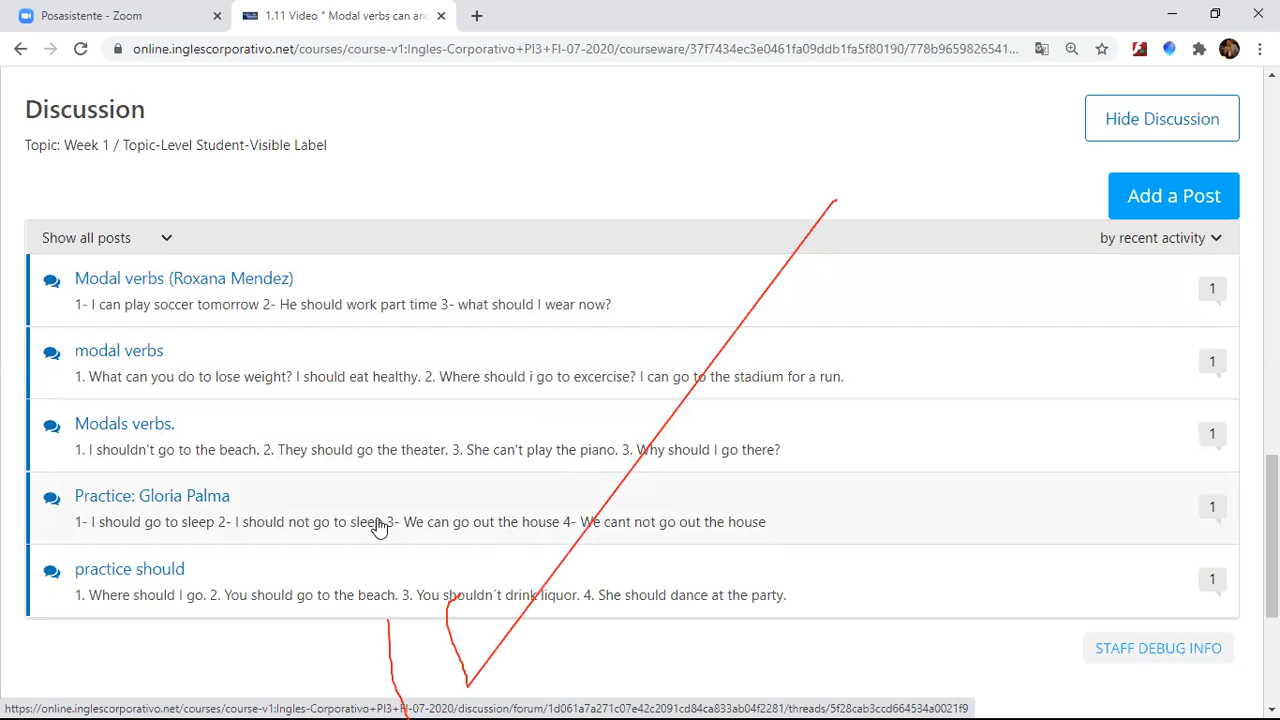 Posasistente - Zoom
1.11 Video " Modal verbs can and
online.inglescorporativo.net/courses/course-v1:Ingles-Corporativo+PI3+FI-07-2020/courseware/37f7434ec3e0461fa09ddb1fa5f80190/778b9659826541...
Discussion
Hide Discussion
Topic: Week 1 / Topic-Level Student-Visible Label
Add a Post
Show all posts
by recent activity
Modal verbs (Roxana Mendez)
1- I can play soccer tomorrow 2- He should work part time 3- what should I wear now?
1
modal verbs
1. What can you do to lose weight? I should eat healthy. 2. Where should i go to excercise? I can go to the stadium for a run.
1
Modals verbs.
1. I shouldn't go to the beach. 2. They should go the theater. 3. She can't play the piano. 3. Why should I go there?
1
Practice: Gloria Palma
1- I should go to sleep 2- I should not go to sleep 3- We can go out the house 4- We cant not go out the house
1
practice should
1. Where should I go. 2. You should go to the beach. 3. You shouldn´t drink liquor. 4. She should dance at the party.
1
STAFF DEBUG INFO
https://online.inglescorporativo.net/courses/course-v1:Ingles-Corporativo+PI3+FI-07-2020/discussion/forum/1d061a7a271c07e42c2091cd84ca833ab04f2281/threads/5f28cab3ccd664534a0021f9